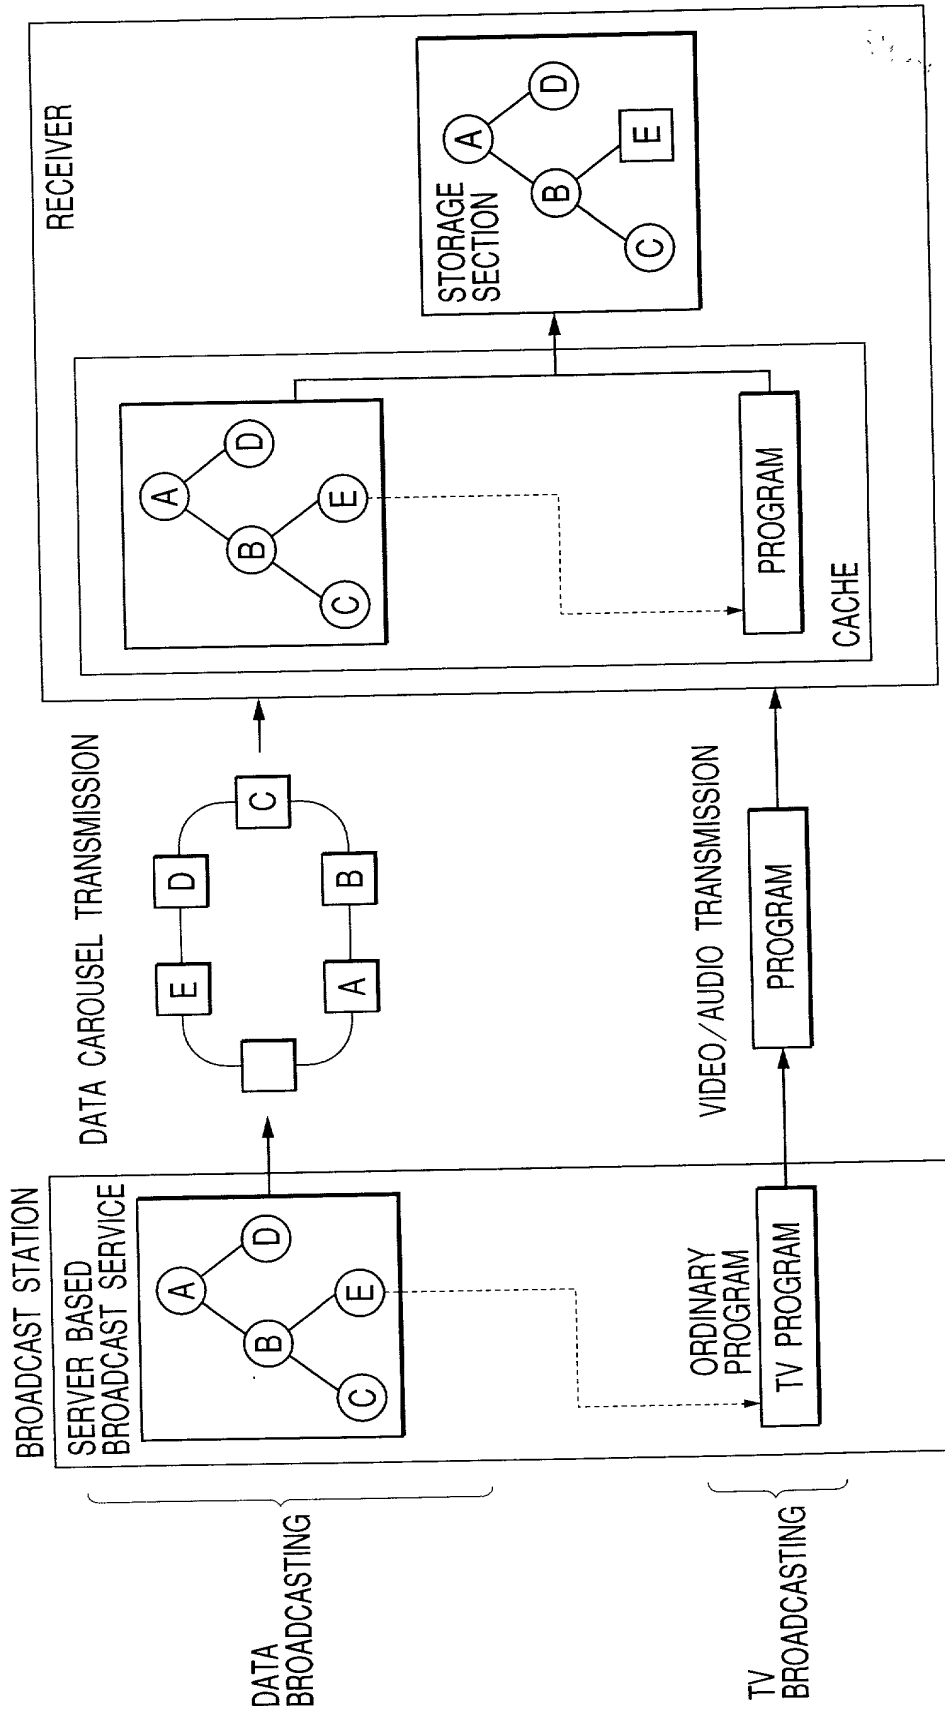 BROADCAST STATION
SERVER BASED
BROADCAST SERVICE
A
D
B
E
C
DATA
BROADCASTING
DATA CAROUSEL TRANSMISSION
E
D
C
A
B
RECEIVER
A
D
B
E
C
STORAGE
SECTION
A
D
B
E
C
TV
BROADCASTING
ORDINARY
PROGRAM
TV PROGRAM
VIDEO/AUDIO TRANSMISSION
PROGRAM
PROGRAM
CACHE